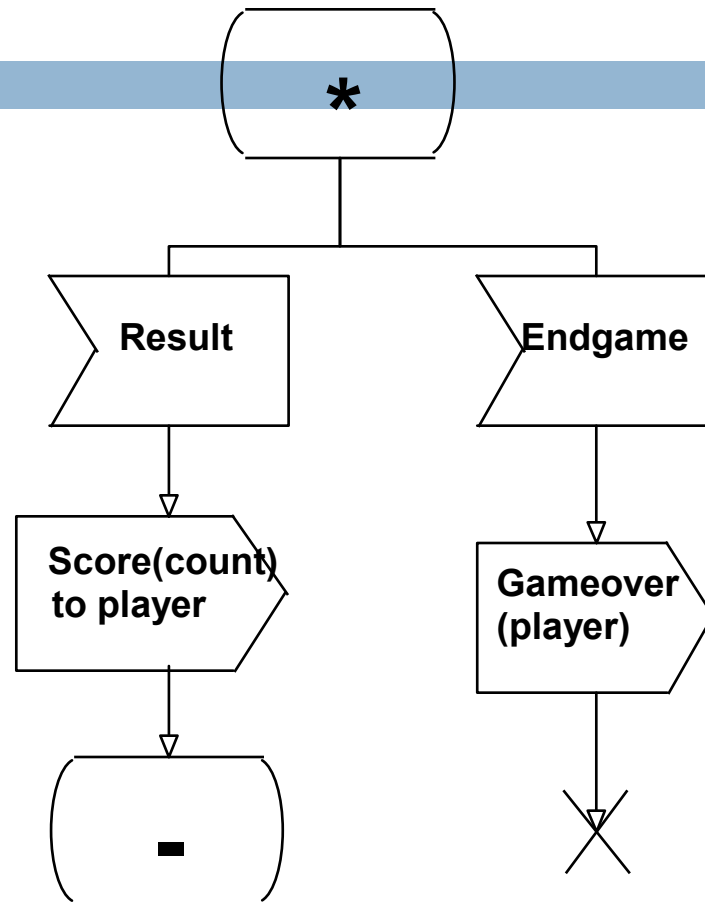 *
Result
Endgame
Score(count)
to player
Gameover
(player)
-